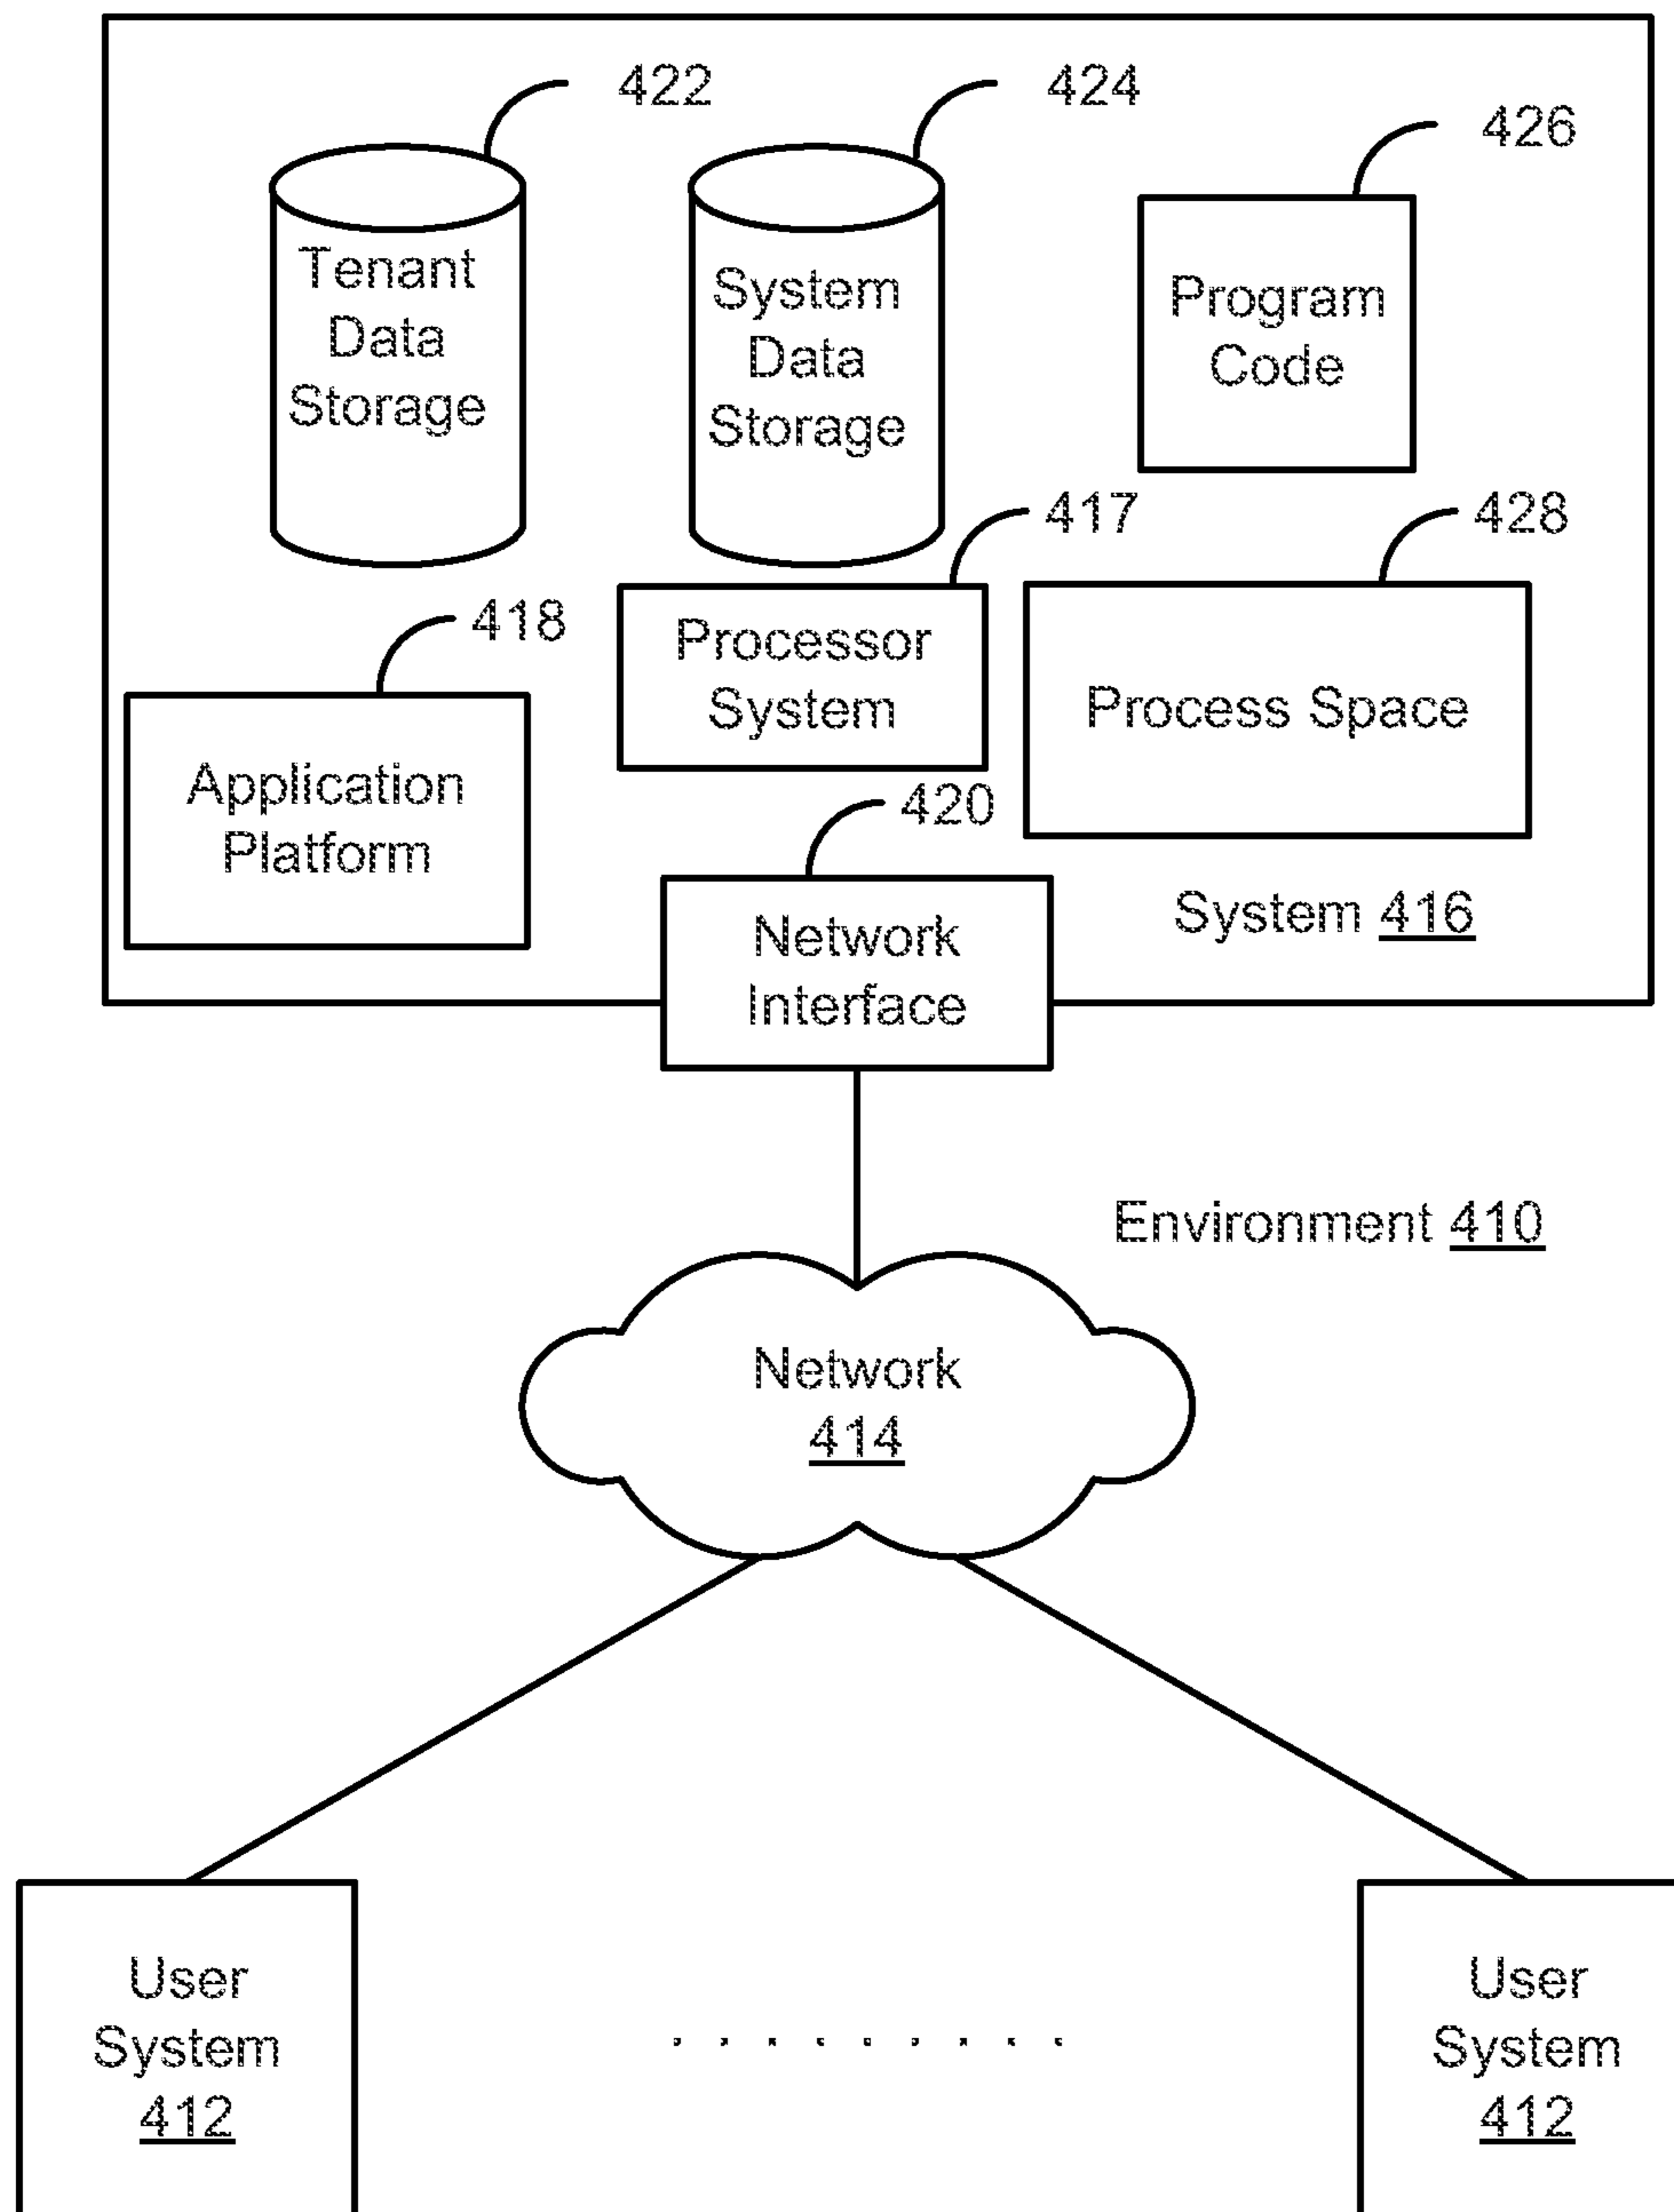 422
424
426
Tenant
Data
Storage
System
Data
Storage
Program
Code
417
428
418
Processor
System
Process Space
Application
Platform
420
Network
Interface
System 416
Environment 410
Network
414
User
System
412
User
System
412